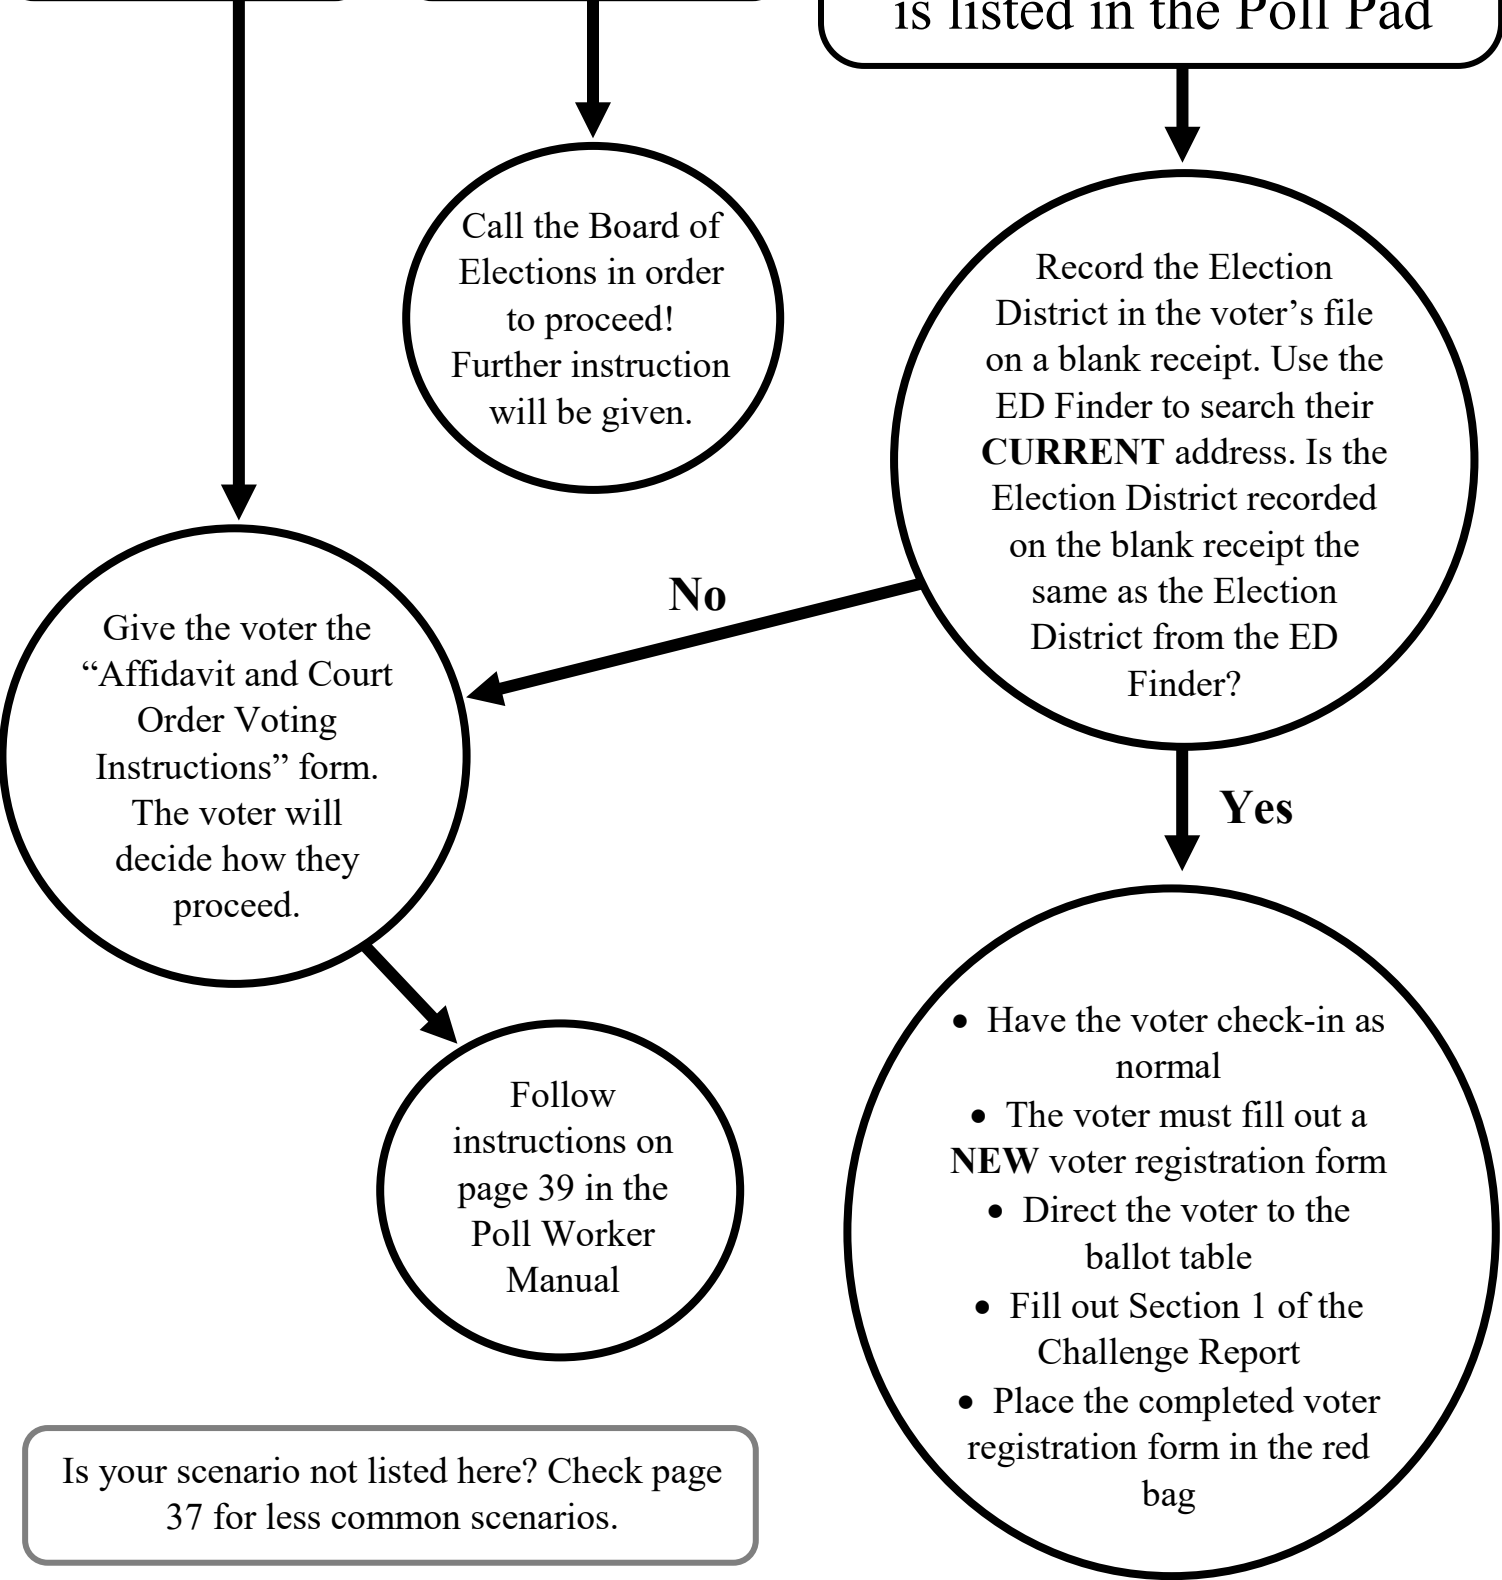 is listed in the Poll Pad
Call the Board of
Elections in order
to proceed!
Further instruction
will be given.
Record the Election
District in the voter’s file
on a blank receipt. Use the
ED Finder to search their
CURRENT address. Is the
Election District recorded
on the blank receipt the
same as the Election
District from the ED
Finder?
No
Give the voter the
“Affidavit and Court
Order Voting
Instructions” form.
The voter will
decide how they
proceed.
Yes
Follow
instructions on
page 39 in the
Poll Worker
Manual
• Have the voter check-in as
normal
• The voter must fill out a
NEW voter registration form
• Direct the voter to the
ballot table
• Fill out Section 1 of the
Challenge Report
• Place the completed voter
registration form in the red
bag
Is your scenario not listed here? Check page
37 for less common scenarios.